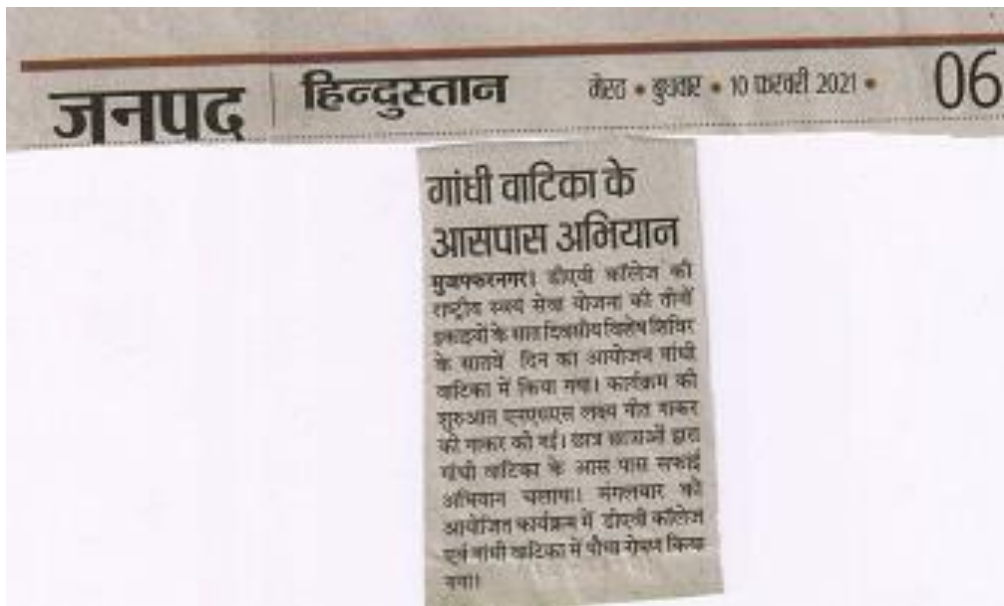 जनपद हिन्दुस्तान मेरठ • बुधवार • 10 फरवरी 2021 • 06
गांधी वाटिका के
आसपास अभियान
मुजफ्फरनगर। डीएवी कॉलेज की
राष्ट्रीय स्वयं सेवा योजना की तीनों
इकाइयों के सात दिवसीय विशेष शिविर
के सातवें दिन का आयोजन गांधी
वाटिका में किया गया। कार्यक्रम की
शुरुआत एनएसएस लक्ष्य गीत गाकर
की गाकर की गई। छात्र छात्राओं द्वारा
गांधी वाटिका के आस पास सफाई
अभियान चलाया। मंगलवार को
आयोजित कार्यक्रम में डीएवी कॉलेज
एवं गांधी वाटिका में पौधा रोपण किया
गया।